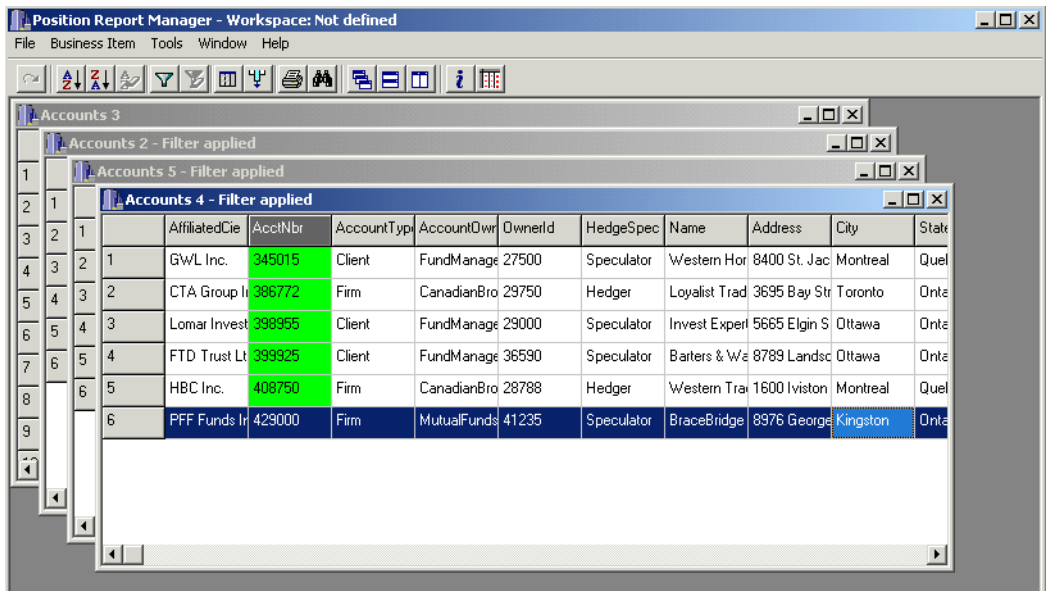 Position Report Manager - Workspace: Not defined
File Business Item Tools Window Help
Accounts 3
Accounts 2 - Filter applied
Accounts 5 - Filter applied
Accounts 4 - Filter applied
AffiliatedCie AcctNbr AccountTyp AccountOwr OwnerId HedgeSpec Name Address City State
1 GWL Inc. 345015 Client FundManage 27500 Speculator Western Hor 8400 St. Jac Montreal Quel
2 CTA Group I 386772 Firm CanadianBro 29750 Hedger Loyalist Trad 3695 Bay Str Toronto Onta
3 Lomar Invest 398955 Client FundManage 29000 Speculator Invest Expert 5665 Elgin S Ottawa Onta
4 FTD Trust Lt 399925 Client FundManage 36590 Speculator Barters & Wa 8789 Landsc Ottawa Onta
5 HBC Inc. 408750 Firm CanadianBro 28788 Hedger Western Tra 1600 Iviston Montreal Quel
6 PFF Funds Ir 429000 Firm MutualFunds 41235 Speculator BraceBridge 8976 George Kingston Onta
1
2
3
4
5
6
7
8
9
1
2
3
4
5
6
1
2
3
4
5
6